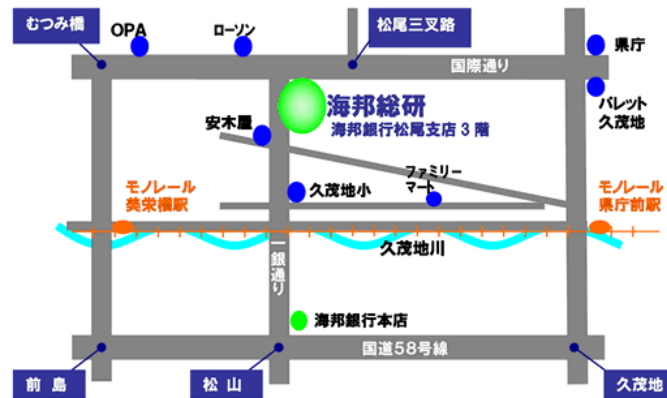 むつみ橋
OPA
ローソン
松尾三叉路
県庁
国際通り
海邦総研
海邦銀行松尾支店3階
パレット
久茂地
安木屋
ファミリー
マート
久茂地小
モノレール
美栄橋駅
モノレール
県庁前駅
久茂地川
一銀通り
海邦銀行本店
国道58号線
前島
松山
久茂地